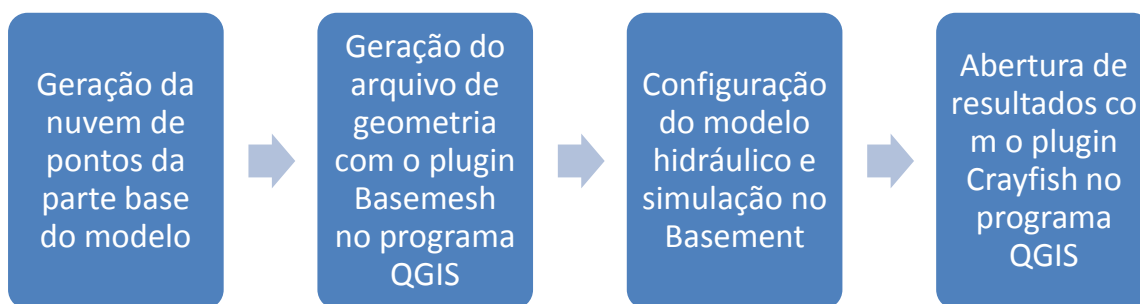 Geração da
nuvem de
pontos da
parte base
do modelo
Geração do
arquivo de
geometria
com o plugin
Basemesh
no programa
QGIS
Configuração
do modelo
hidráulico e
simulação no
Basement
Abertura de
resultados co
m o plugin
Crayfish no
programa
QGIS